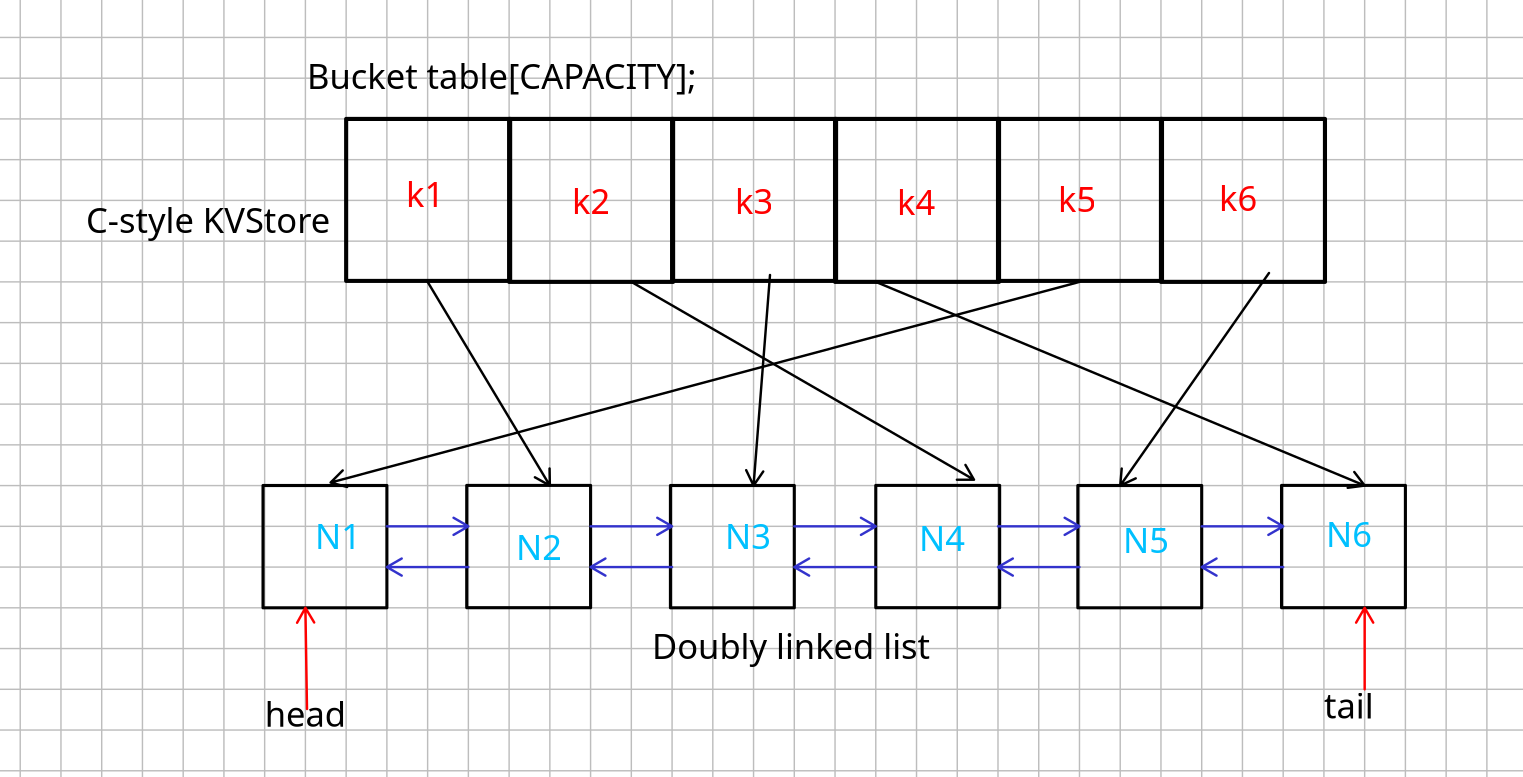 Bucket table[CAPACITY];
C-style KVStore
k1 k2 k3 k4 k5 k6
N1 N2 N3 N4 N5 N6
Doubly linked list
head
tail